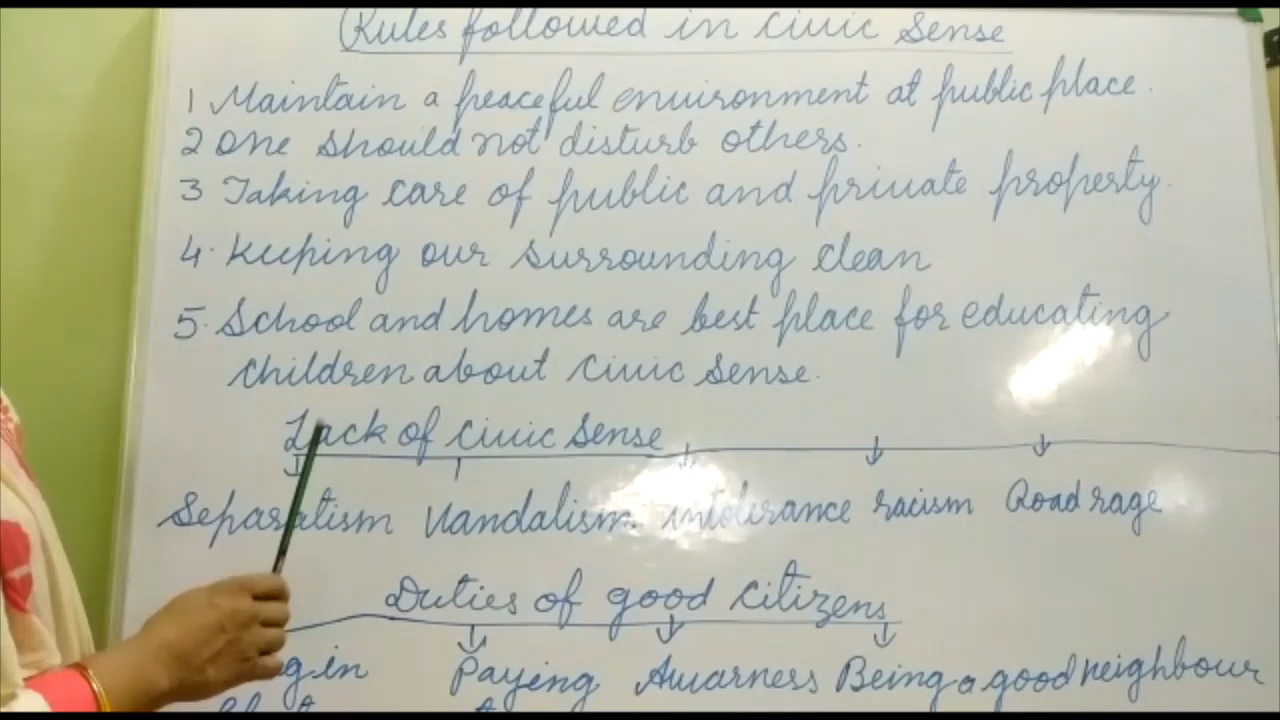 Rules followed in Civic Sense
1 Maintain a peaceful environment at public place.
2 One should not disturb others.
3 Taking care of public and private property.
4. Keeping our surrounding clean
5. School and homes are best place for educating
children about Civic Sense.
Lack of Civic Sense
Separatism Vandalism intolerance racism Road rage
Duties of good Citizens
in Paying Awarness Being a good neighbour